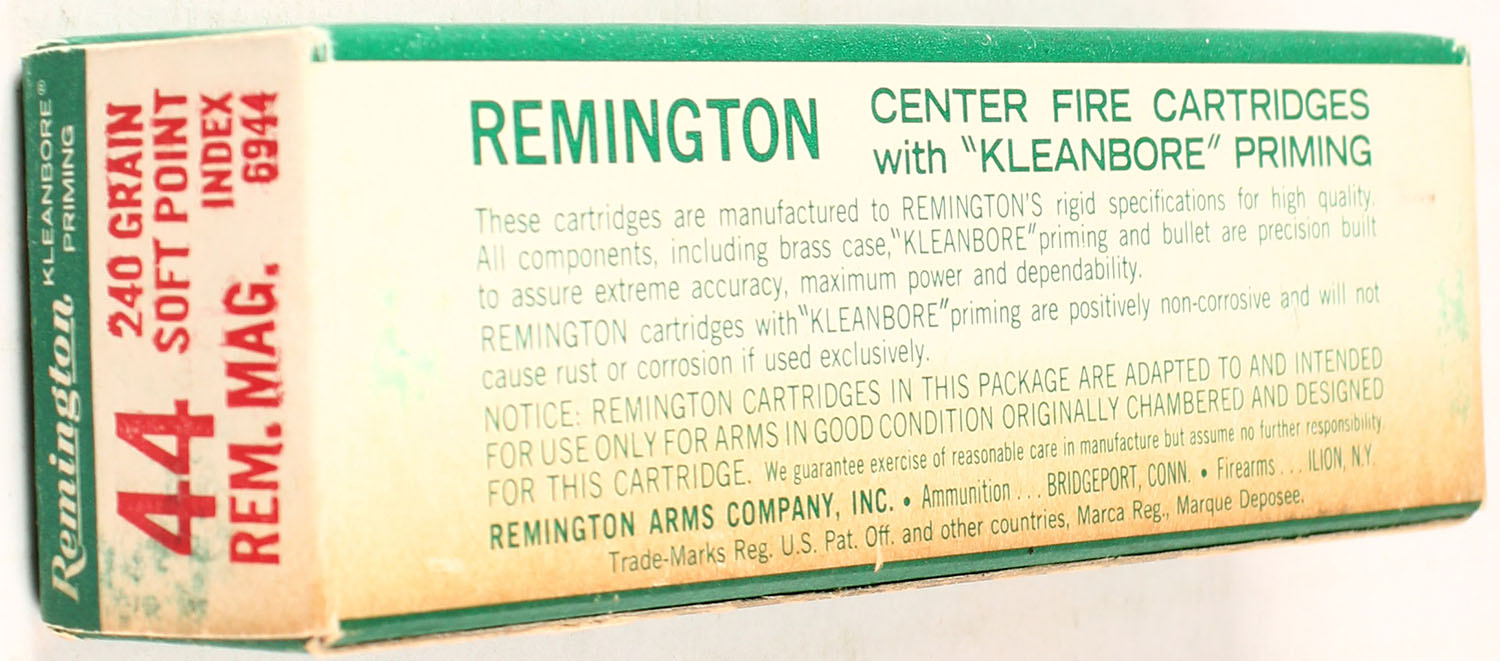 Remington KLEANBORE®
PRIMING
240 GRAIN
SOFT POINT
44
INDEX
6944
REM. MAG.
REMINGTON
CENTER FIRE CARTRIDGES
with "KLEANBORE" PRIMING
These cartridges are manufactured to REMINGTON'S rigid specifications for high quality.
All components, including brass case, "KLEANBORE" priming and bullet are precision built
to assure extreme accuracy, maximum power and dependability.
REMINGTON cartridges with "KLEANBORE" priming are positively non-corrosive and will not
cause rust or corrosion if used exclusively.
NOTICE: REMINGTON CARTRIDGES IN THIS PACKAGE ARE ADAPTED TO AND INTENDED
FOR USE ONLY FOR ARMS IN GOOD CONDITION ORIGINALLY CHAMBERED AND DESIGNED
FOR THIS CARTRIDGE. We guarantee exercise of reasonable care in manufacture but assume no further responsibility.
REMINGTON ARMS COMPANY, INC. • Ammunition . . . BRIDGEPORT, CONN. • Firearms . . . ILION, N.Y.
Trade-Marks Reg. U.S. Pat. Off. and other countries, Marca Reg., Marque Deposee.